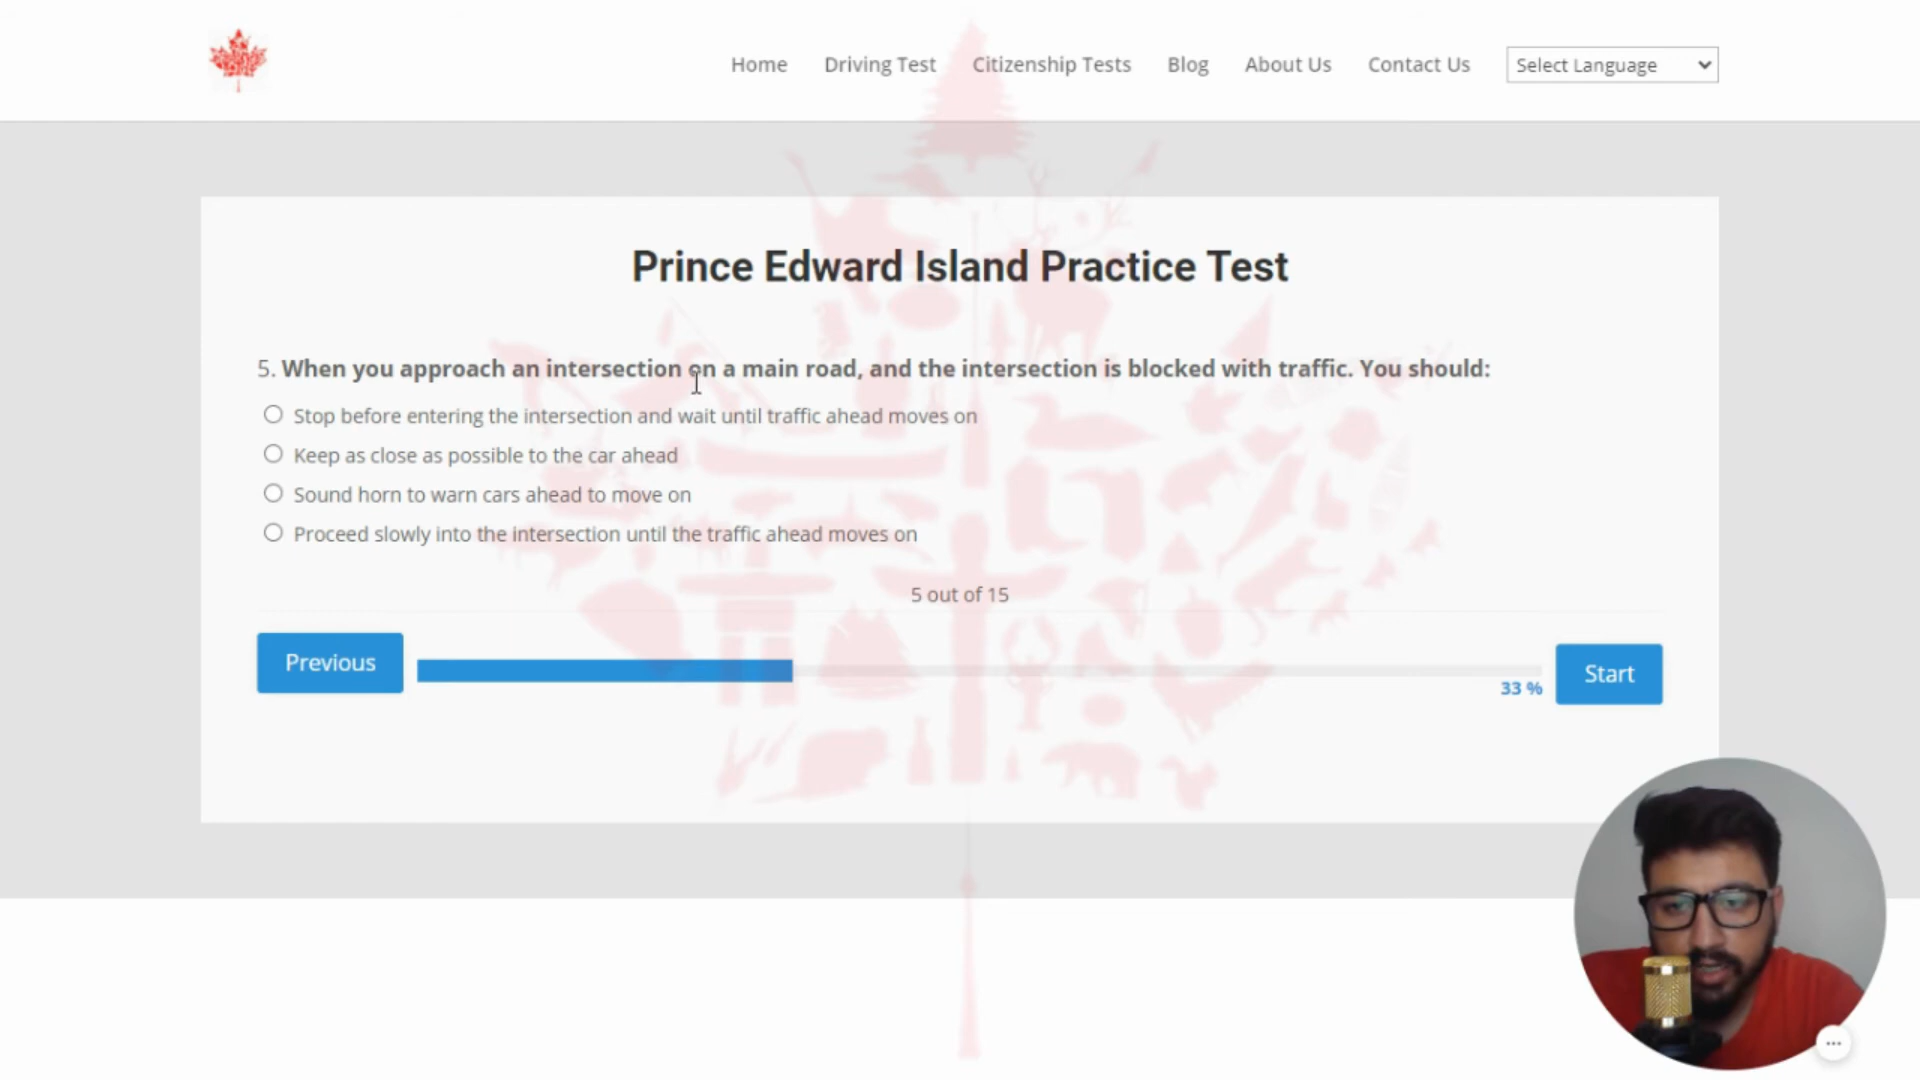 Home Driving Test Citizenship Tests Blog About Us Contact Us Select Language
Prince Edward Island Practice Test
5. When you approach an intersection on a main road, and the intersection is blocked with traffic. You should:
Stop before entering the intersection and wait until traffic ahead moves on
Keep as close as possible to the car ahead
Sound horn to warn cars ahead to move on
Proceed slowly into the intersection until the traffic ahead moves on
5 out of 15
Previous
33 %
Start